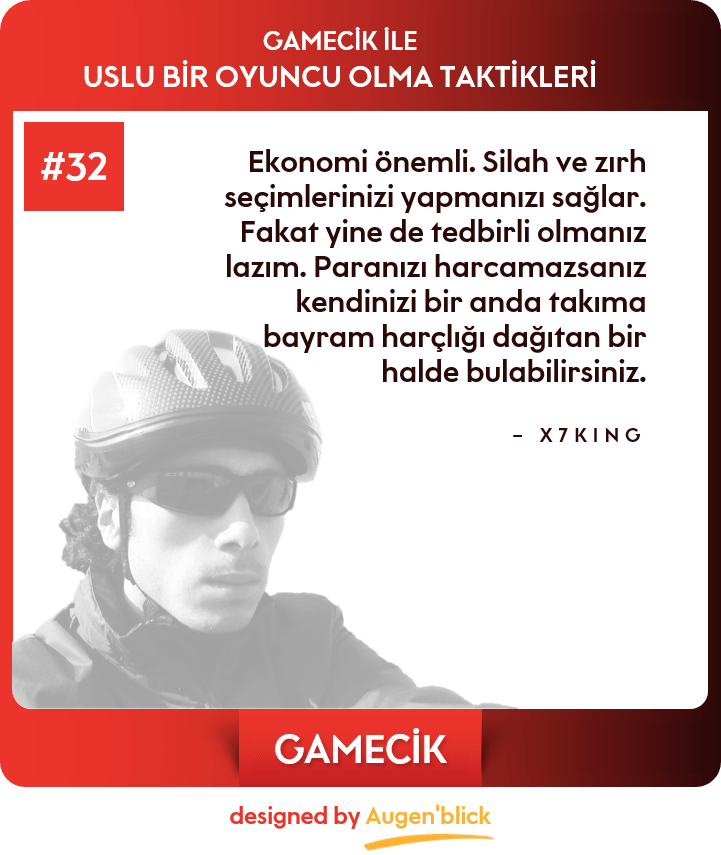 GAMECİK İLE
USLU BİR OYUNCU OLMA TAKTİKLERİ
#32
Ekonomi önemli. Silah ve zırh
seçimlerinizi yapmanızı sağlar.
Fakat yine de tedbirli olmanız
lazım. Paranızı harcamazsanız
kendinizi bir anda takıma
bayram harçlığı dağıtan bir
halde bulabilirsiniz.
– X7KING
GAMECİK
designed by Augen'blick